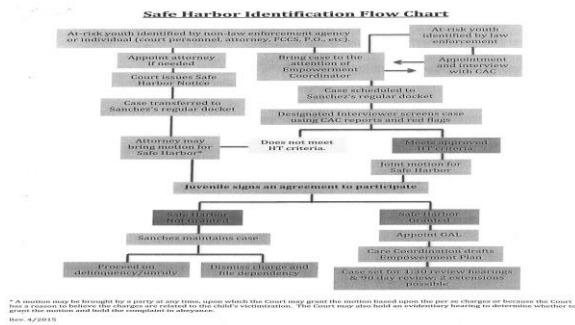 Safe Harbor Identification Flow Chart
At-risk youth identified by non-law enforcement agency
or individual (court personnel, attorney, FCCS, P.O., etc).
At-risk youth
identified by law
enforcement
Appoint attorney
if needed
Bring case to the
attention of
Empowerment
Coordinator
Appointment
and interview
with CAC
Court issues Safe
Harbor Notice
Case transferred to
Sanchez's regular docket
Case scheduled to
Sanchez's regular docket
Designated Interviewer screens case
using CAC reports and red flags
Attorney may
bring motion for
Safe Harbor*
Does not meet
HT criteria.
Meets approved
HT criteria
Joint motion for
Safe Harbor
Juvenile signs an agreement to participate
Safe Harbor
Not Granted
Safe Harbor
Granted
Sanchez maintains case
Appoint GAL
Care Coordination drafts
Empowerment Plan
Proceed on
delinquency/unruly
Dismiss charge and
file dependency
Case set for 1:30 review hearings
& 90 day review; 2 extensions
possible
* A motion may be brought by a party at any time, upon which the Court may grant the motion based upon the per se charges or because the Court
has a reason to believe the charges are related to the child's victimization. The Court may also hold an evidentiary hearing to determine whether to
grant the motion and hold the complaint in abeyance.
Rev. 4/2015